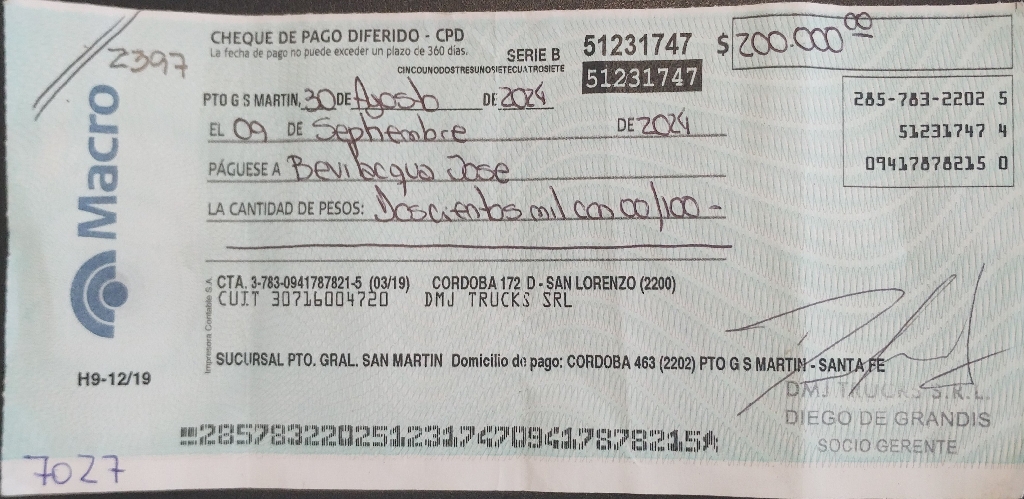 2397
CHEQUE DE PAGO DIFERIDO - CPD
La fecha de pago no puede exceder un plazo de 360 días.
SERIE B
51231747
$ 200.000 00
CINCOUNODOSTRESUNOSIETECUATROSIETE
51231747
PTO G S MARTIN, 30 DE Agosto DE 2024
285-783-2202 5
EL 09 DE Septiembre DE 2024
51231747 4
PÁGUESE A Bevilacqua Jose
09417878215 0
LA CANTIDAD DE PESOS: Doscientos mil con 00/100 -
Macro
CTA. 3-783-0941787821-5 (03/19) CORDOBA 172 D - SAN LORENZO (2200)
CUIT 30716004720 DMJ TRUCKS SRL
SUCURSAL PTO. GRAL. SAN MARTIN Domicilio de pago: CORDOBA 463 (2202) PTO G S MARTIN - SANTA FE
H9-12/19
DMJ TRUCKS S.R.L.
DIEGO DE GRANDIS
SOCIO GERENTE
28578322025123174709417878215
7027